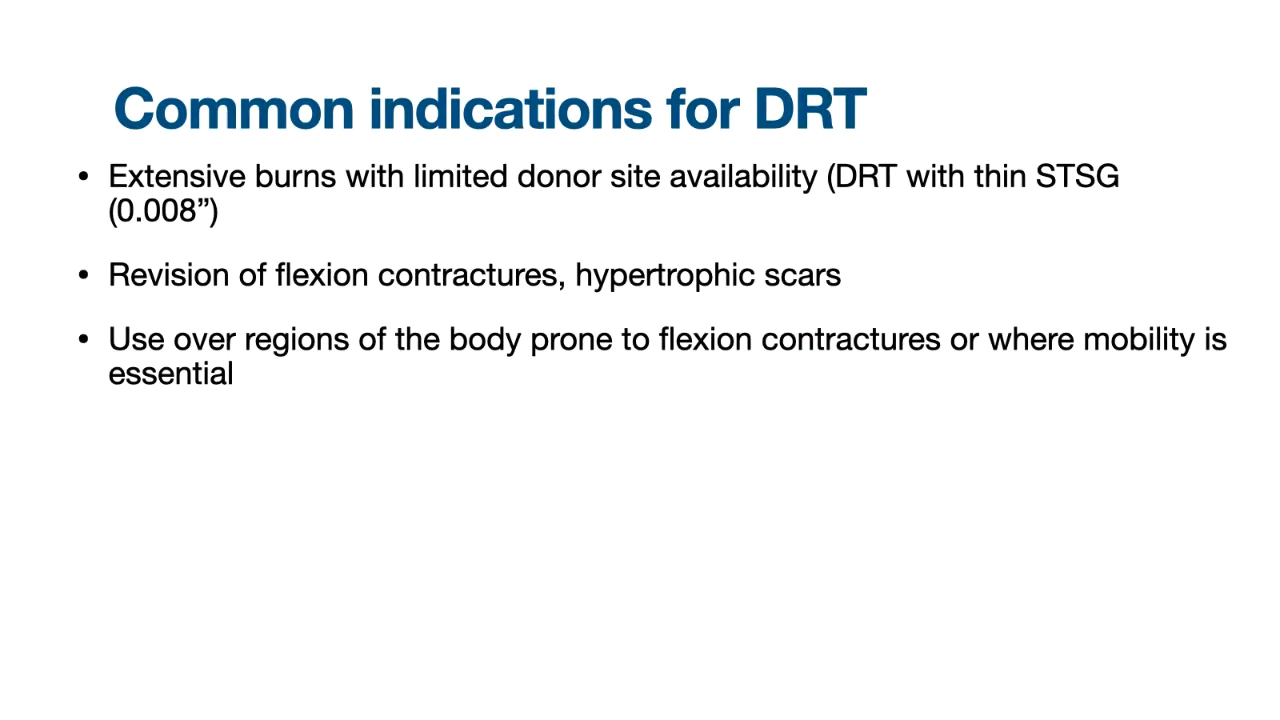 Common indications for DRT
• Extensive burns with limited donor site availability (DRT with thin STSG
(0.008”)
• Revision of flexion contractures, hypertrophic scars
• Use over regions of the body prone to flexion contractures or where mobility is
essential